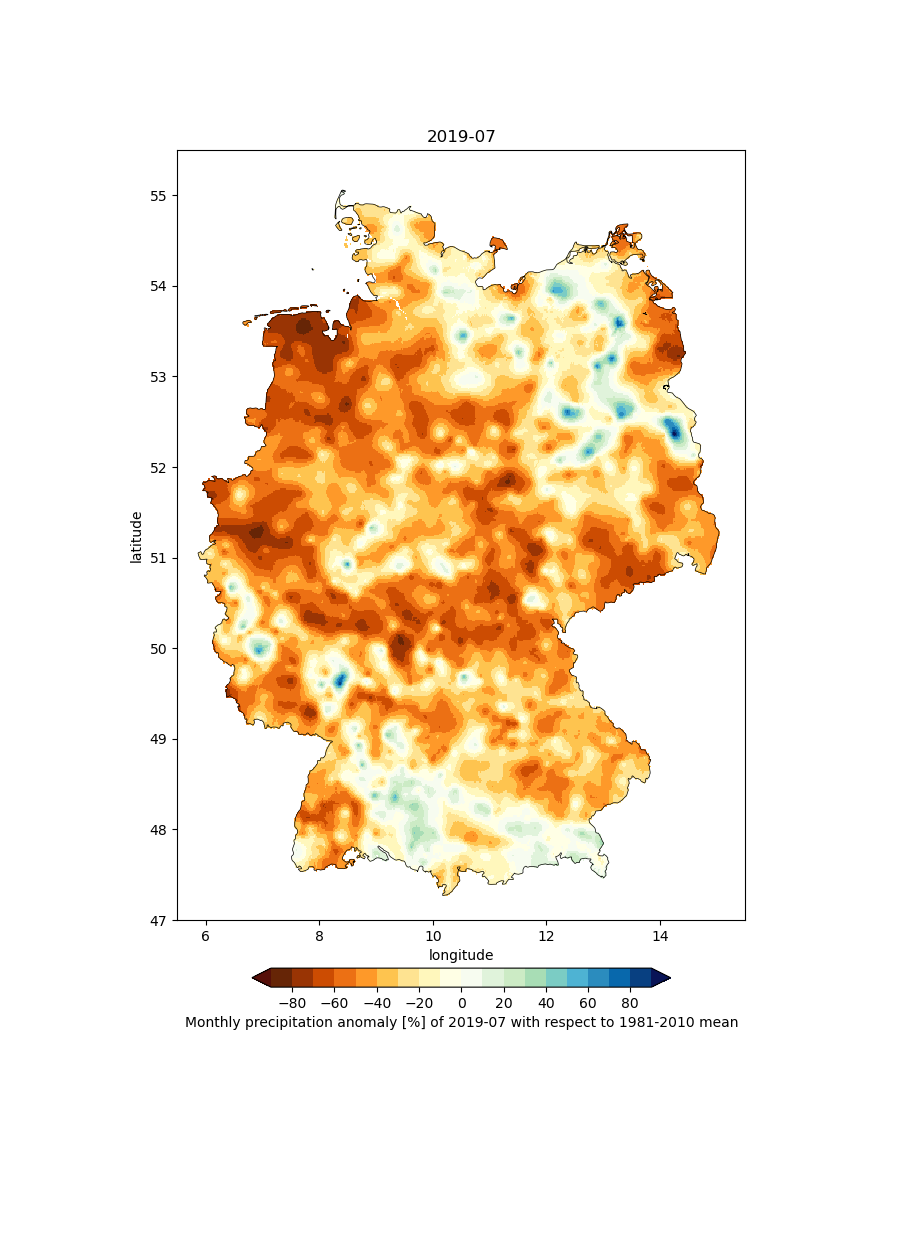 2019-07
55
54
53
52
51
50
49
48
47
latitude
6 8 10 12 14
longitude
−80 −60 −40 −20 0 20 40 60 80
Monthly precipitation anomaly [%] of 2019-07 with respect to 1981-2010 mean